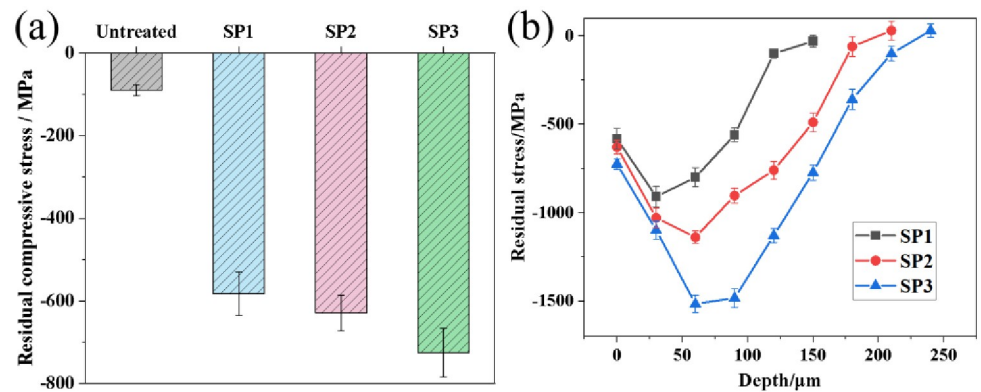 (a)
Untreated SP1 SP2 SP3
Residual compressive stress / MPa
0
-200
-400
-600
-800
(b)
Residual stress/MPa
0
-500
-1000
-1500
SP1
SP2
SP3
0 50 100 150 200 250
Depth/μm